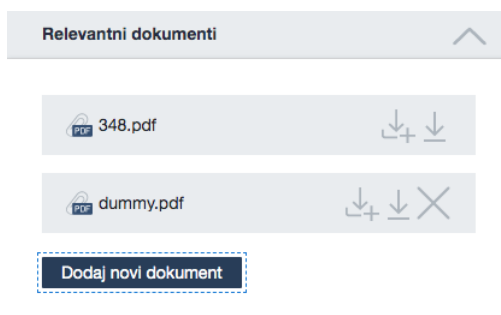 Relevantni dokumenti
PDF 348.pdf
PDF dummy.pdf
Dodaj novi dokument